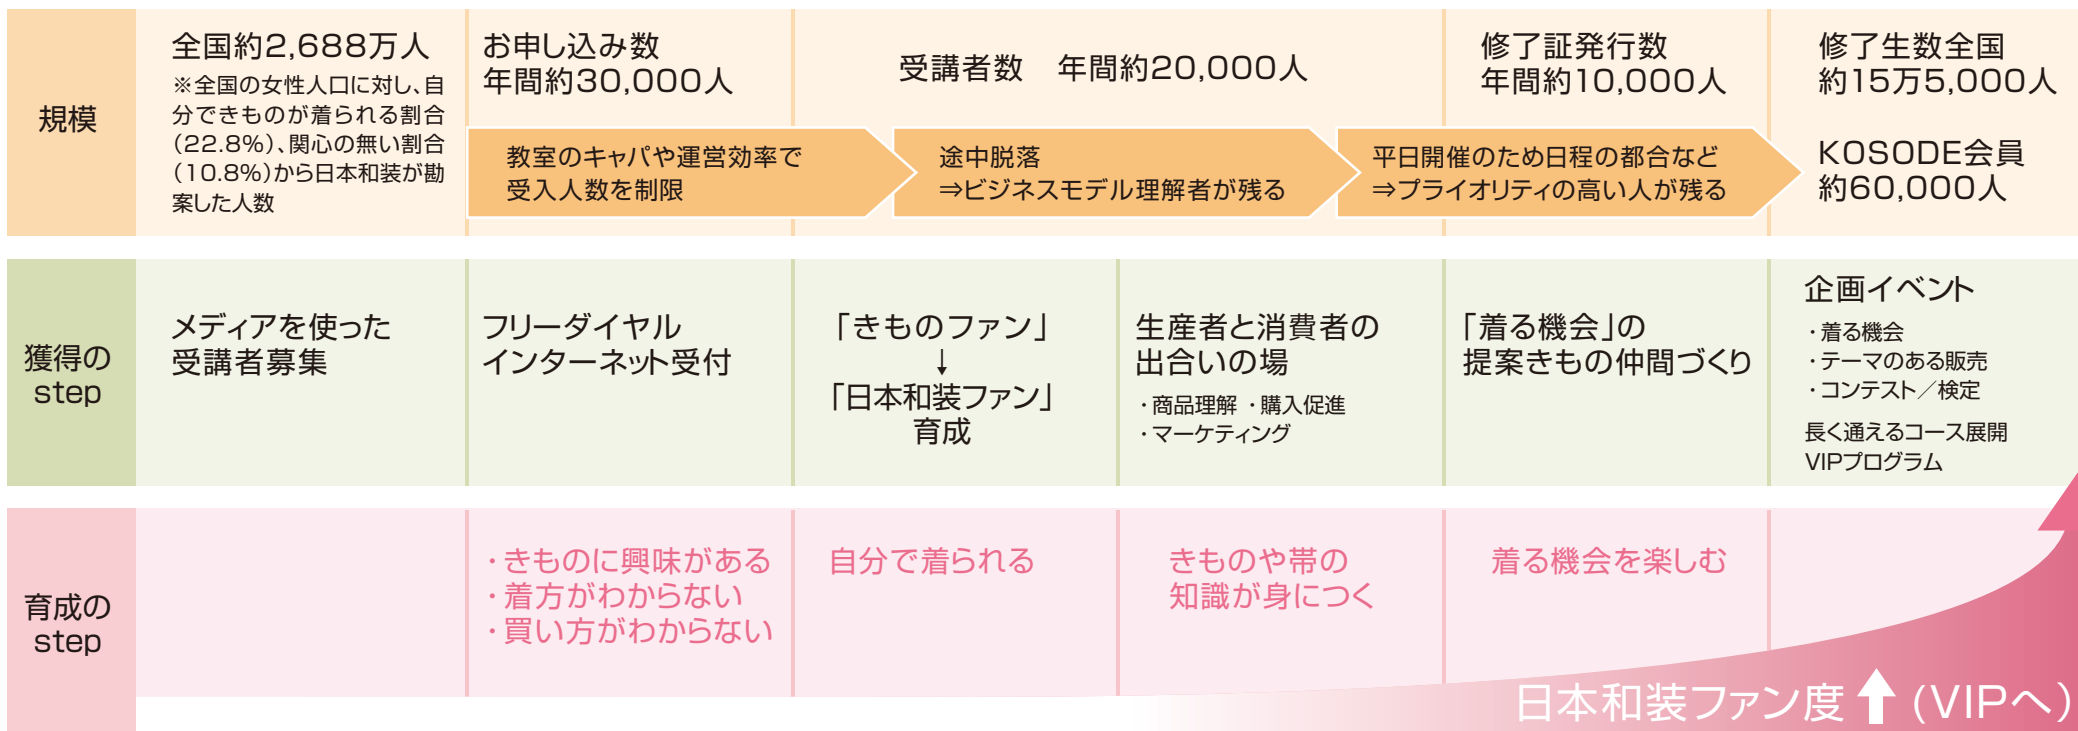 規模
全国約2,688万人
※全国の女性人口に対し、自
分できものが着られる割合
(22.8%)、関心の無い割合
(10.8%)から日本和装が勘
案した人数
お申し込み数
年間約30,000人
受講者数　年間約20,000人
修了証発行数
年間約10,000人
修了生数全国
約15万5,000人
KOSODE会員
約60,000人
教室のキャパや運営効率で
受入人数を制限
途中脱落
⇒ビジネスモデル理解者が残る
平日開催のため日程の都合など
⇒プライオリティの高い人が残る
獲得の
step
メディアを使った
受講者募集
フリーダイヤル
インターネット受付
「きものファン」
↓
「日本和装ファン」
育成
生産者と消費者の
出合いの場
・商品理解 ・購入促進
・マーケティング
「着る機会」の
提案きもの仲間づくり
企画イベント
・着る機会
・テーマのある販売
・コンテスト／検定
長く通えるコース展開
VIPプログラム
育成の
step
・きものに興味がある
・着方がわからない
・買い方がわからない
自分で着られる
きものや帯の
知識が身につく
着る機会を楽しむ
日本和装ファン度 ↑ (VIPへ)